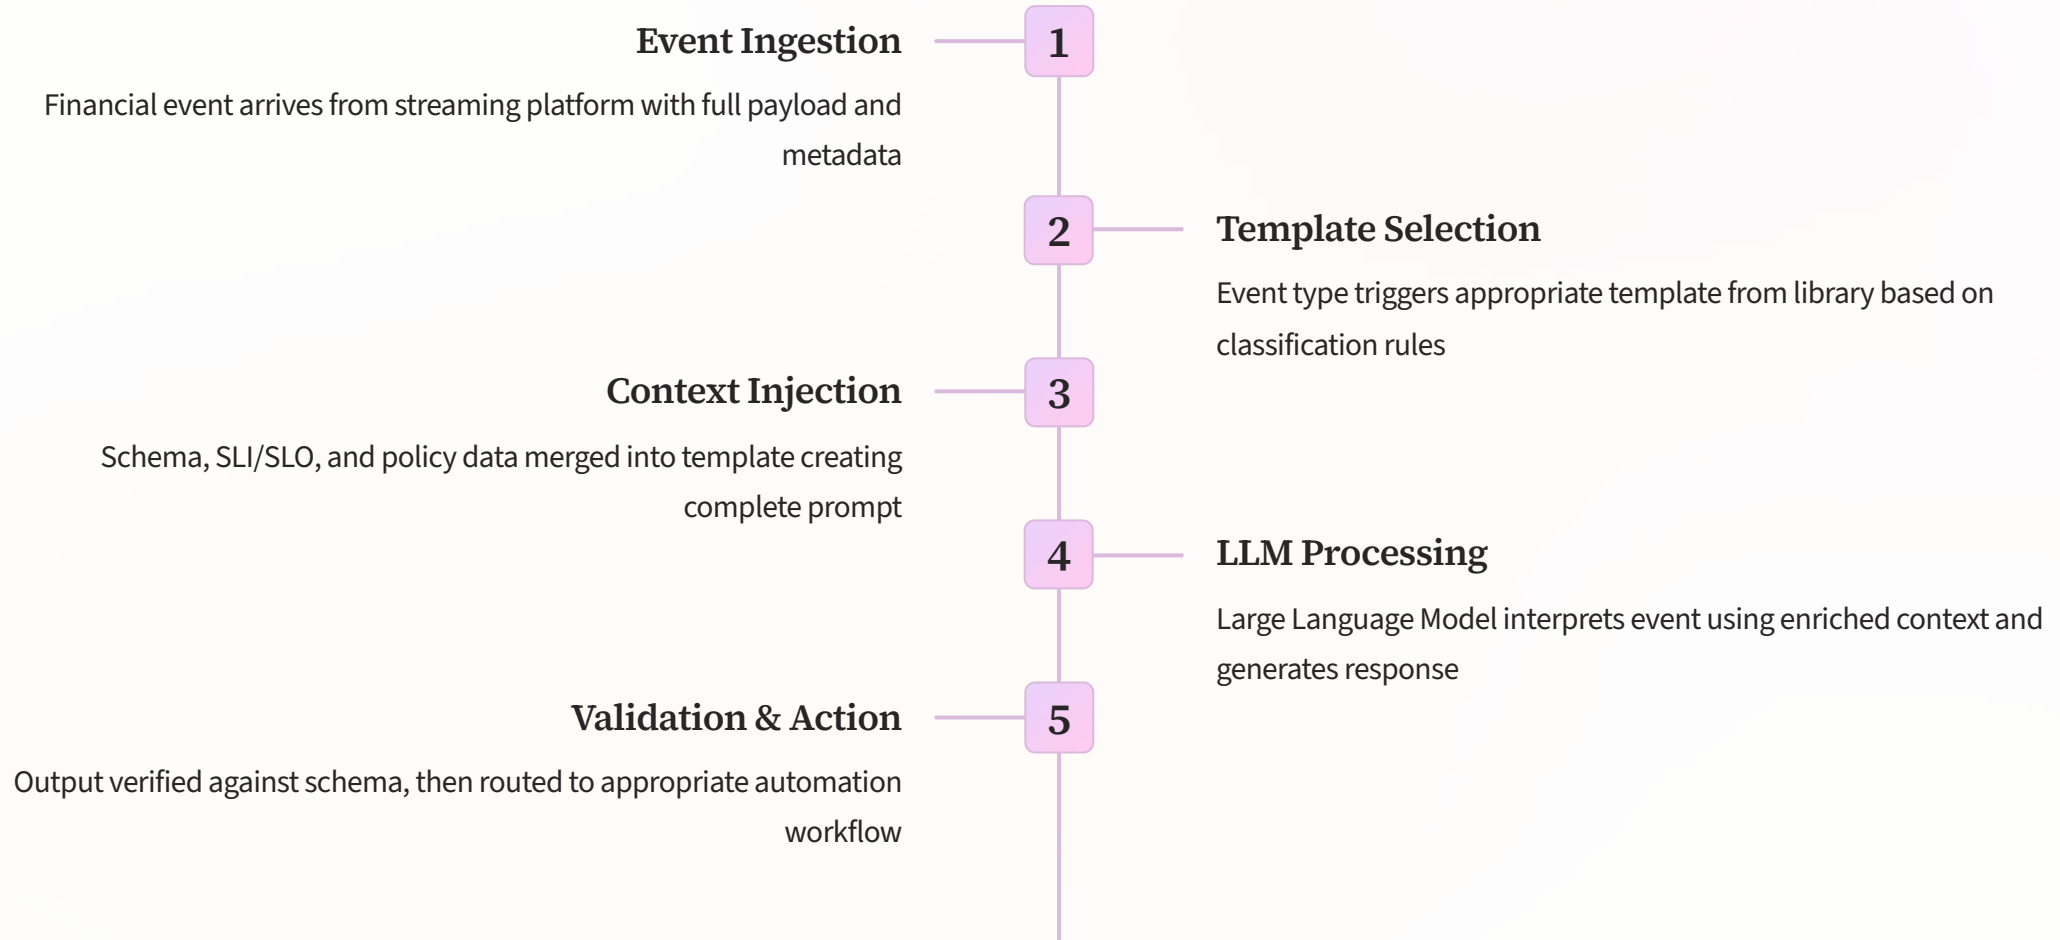 Event Ingestion
1
Financial event arrives from streaming platform with full payload and
metadata
2
Template Selection
Event type triggers appropriate template from library based on
classification rules
Context Injection
3
Schema, SLI/SLO, and policy data merged into template creating
complete prompt
4
LLM Processing
Large Language Model interprets event using enriched context and
generates response
Validation & Action
5
Output verified against schema, then routed to appropriate automation
workflow